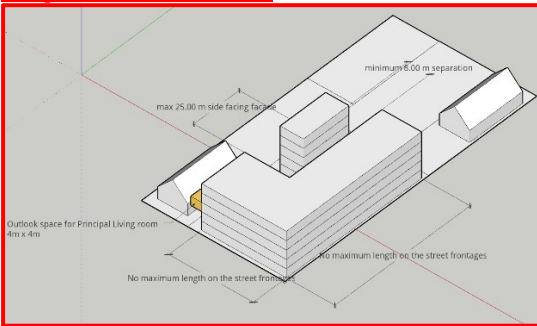 minimum 8.00 m separation
max 25.00 m side facing facade
Outlook space for Principal Living room
4m x 4m
No maximum length on the street frontages
No maximum length on the street frontages